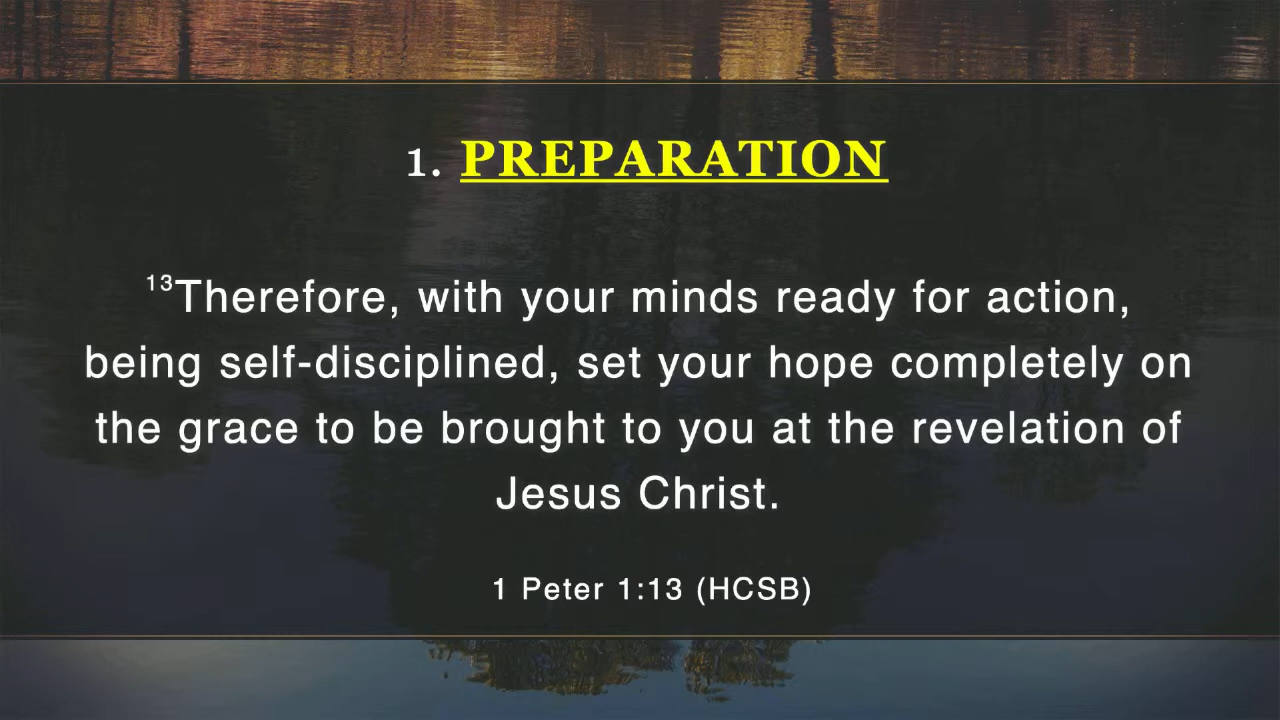 1. PREPARATION
13Therefore, with your minds ready for action,
being self-disciplined, set your hope completely on
the grace to be brought to you at the revelation of
Jesus Christ.
1 Peter 1:13 (HCSB)